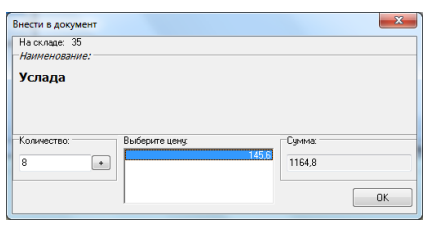 Внести в документ
На складе: 35
Наименование:
Услада
Количество:
Выберите цену:
Сумма:
8
+
145,6
1164,8
OK